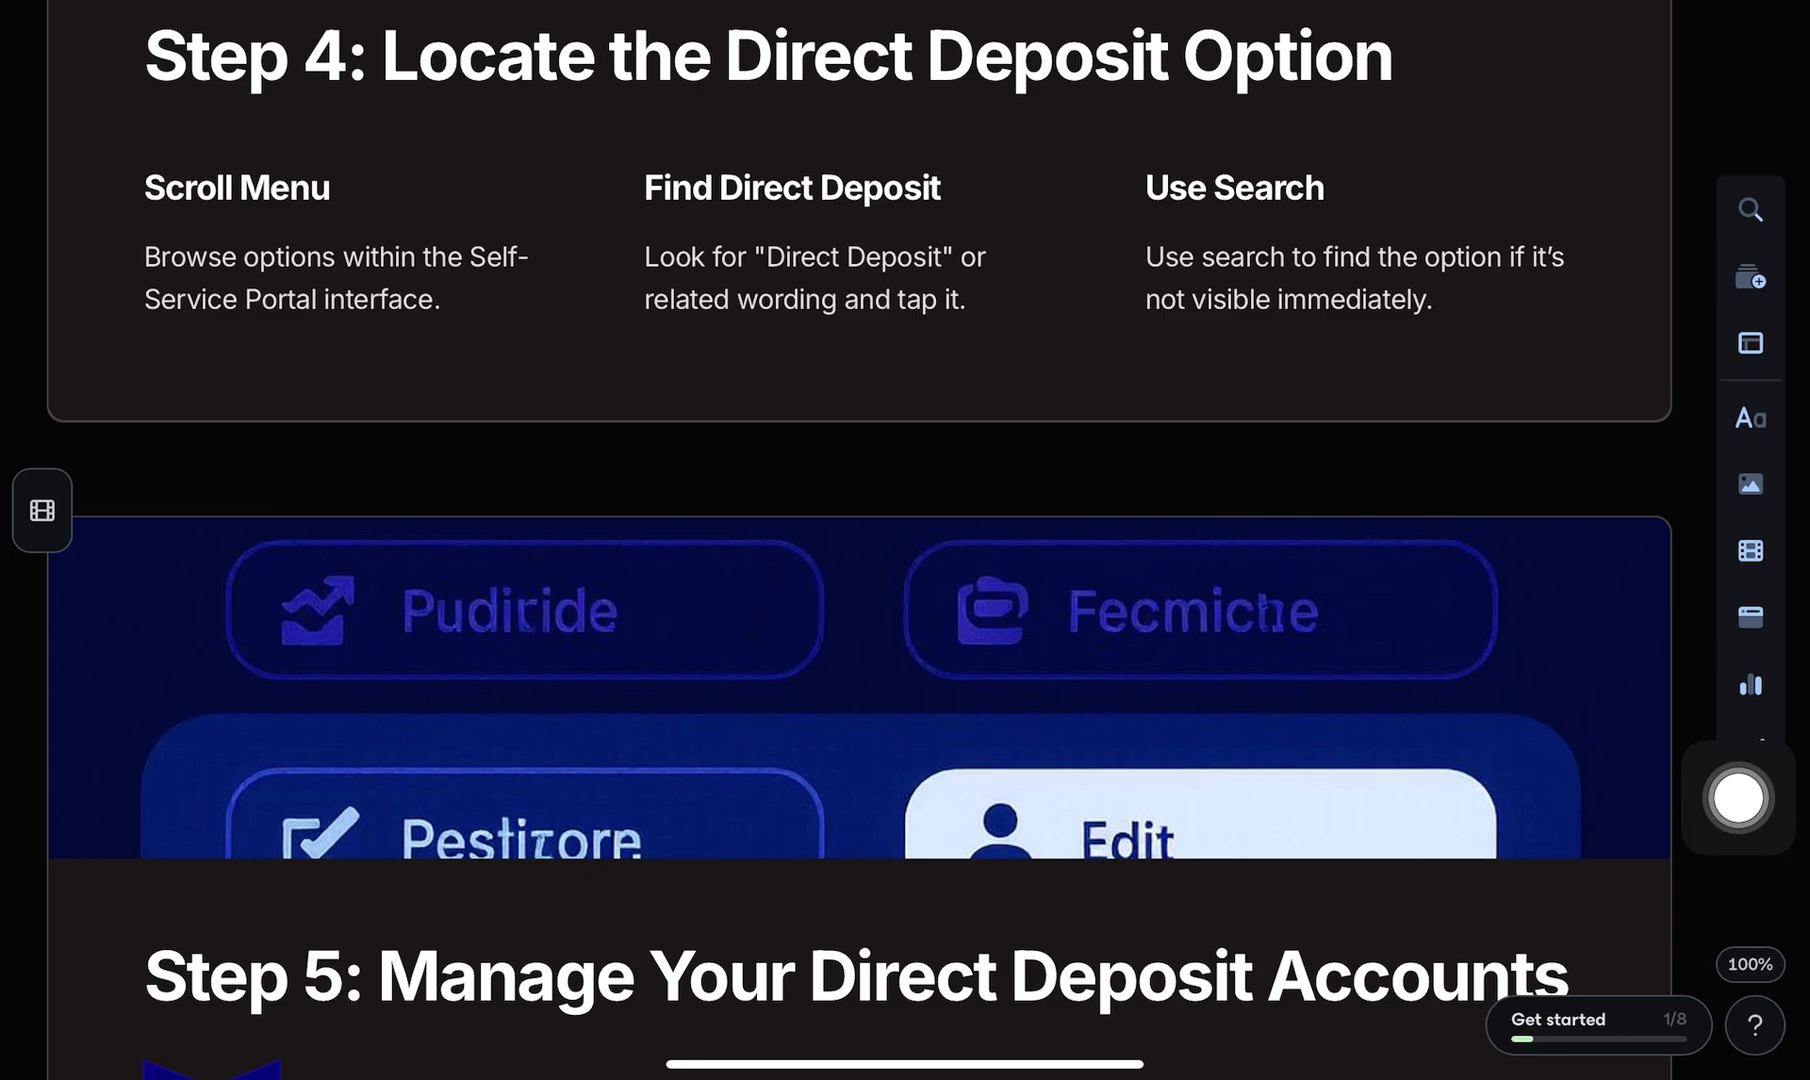 Step 4: Locate the Direct Deposit Option
Scroll Menu
Find Direct Deposit
Use Search
Browse options within the Self-
Service Portal interface.
Look for "Direct Deposit" or
related wording and tap it.
Use search to find the option if it’s
not visible immediately.
Aa
Puditide
Fecmiche
Pestizore
Edit
Step 5: Manage Your Direct Deposit Accounts
100%
Get started
1/8
?